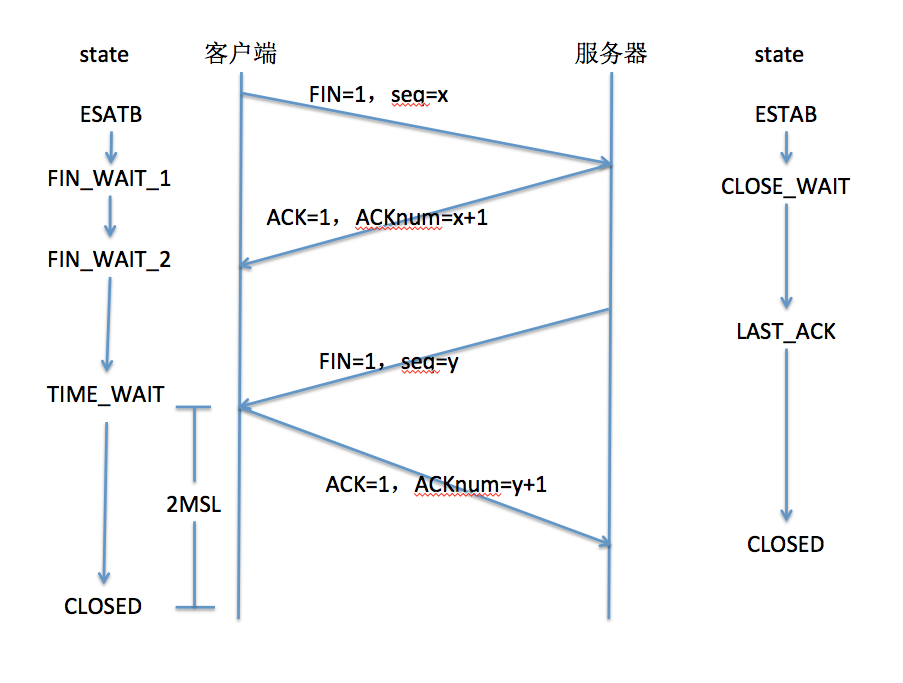 state 客户端 服务器 state
FIN=1，seq=x
ESATB ESTAB
FIN_WAIT_1 CLOSE_WAIT
ACK=1，ACKnum=x+1
FIN_WAIT_2
LAST_ACK
FIN=1，seq=y
TIME_WAIT
ACK=1，ACKnum=y+1
2MSL
CLOSED
CLOSED